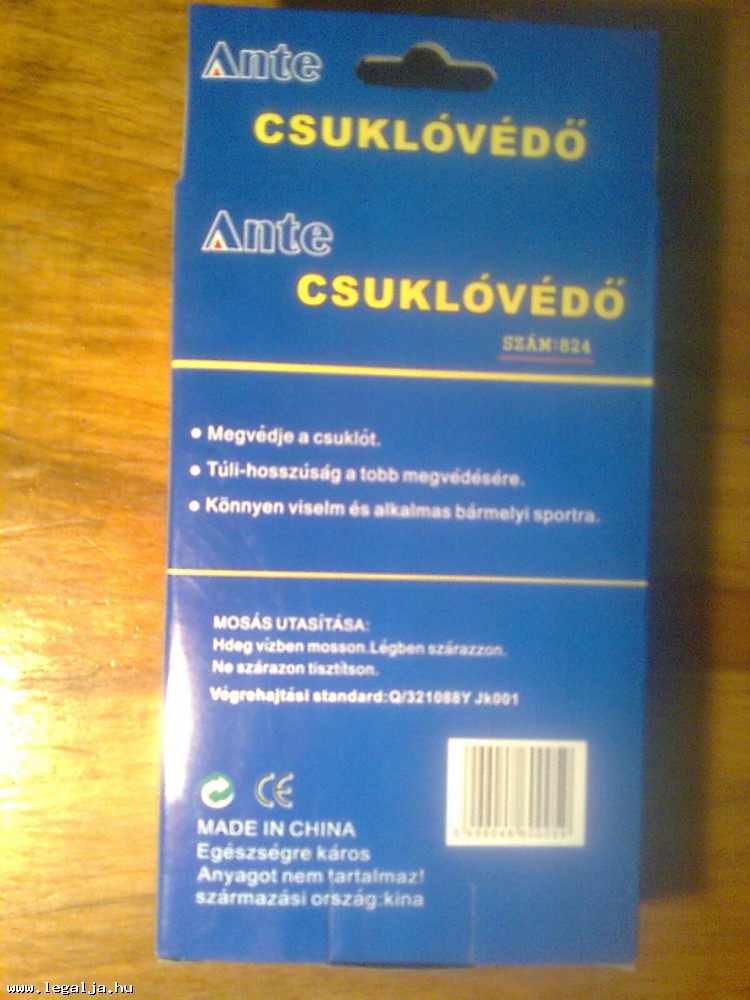 Ante
CSUKLÓVÉDŐ
Ante
CSUKLÓVÉDŐ
SZÁM:824
• Megvédje a csuklót.
• Túli-hosszúság a tobb megvédésére.
• Könnyen viselm és alkalmas bármelyi sportra.
MOSÁS UTASÍTÁSA:
Hdeg vízben mosson.Légben szárazzon.
Ne szárazon tisztítson.
Végrehajtási standard:Q/321088Y Jk001
CE
MADE IN CHINA
Egészségre káros
Anyagot nem tartalmaz!
származási ország:kina
www.legalja.hu